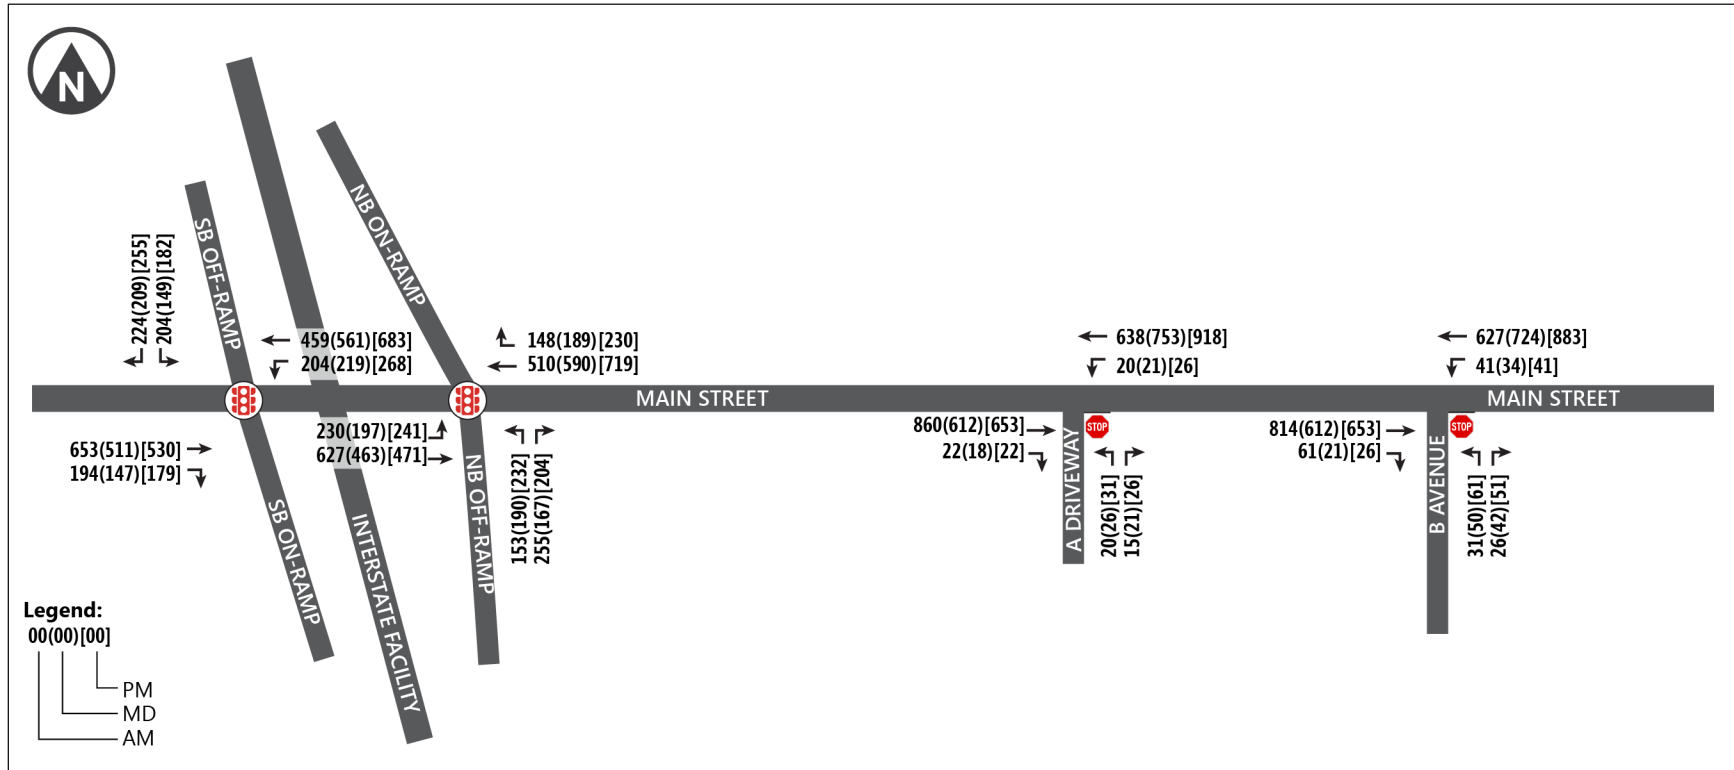 N
SB OFF-RAMP
NB ON-RAMP
224(209)[255]
204(149)[182]
459(561)[683]
204(219)[268]
148(189)[230]
510(590)[719]
638(753)[918]
20(21)[26]
627(724)[883]
41(34)[41]
MAIN STREET
MAIN STREET
653(511)[530]
194(147)[179]
230(197)[241]
627(463)[471]
153(190)[232]
255(167)[204]
860(612)[653]
22(18)[22]
STOP
20(26)[31]
15(21)[26]
814(612)[653]
61(21)[26]
STOP
31(50)[61]
26(42)[51]
SB ON-RAMP
INTERSTATE FACILITY
NB OFF-RAMP
A DRIVEWAY
B AVENUE
Legend:
00(00)[00]
PM
MD
AM